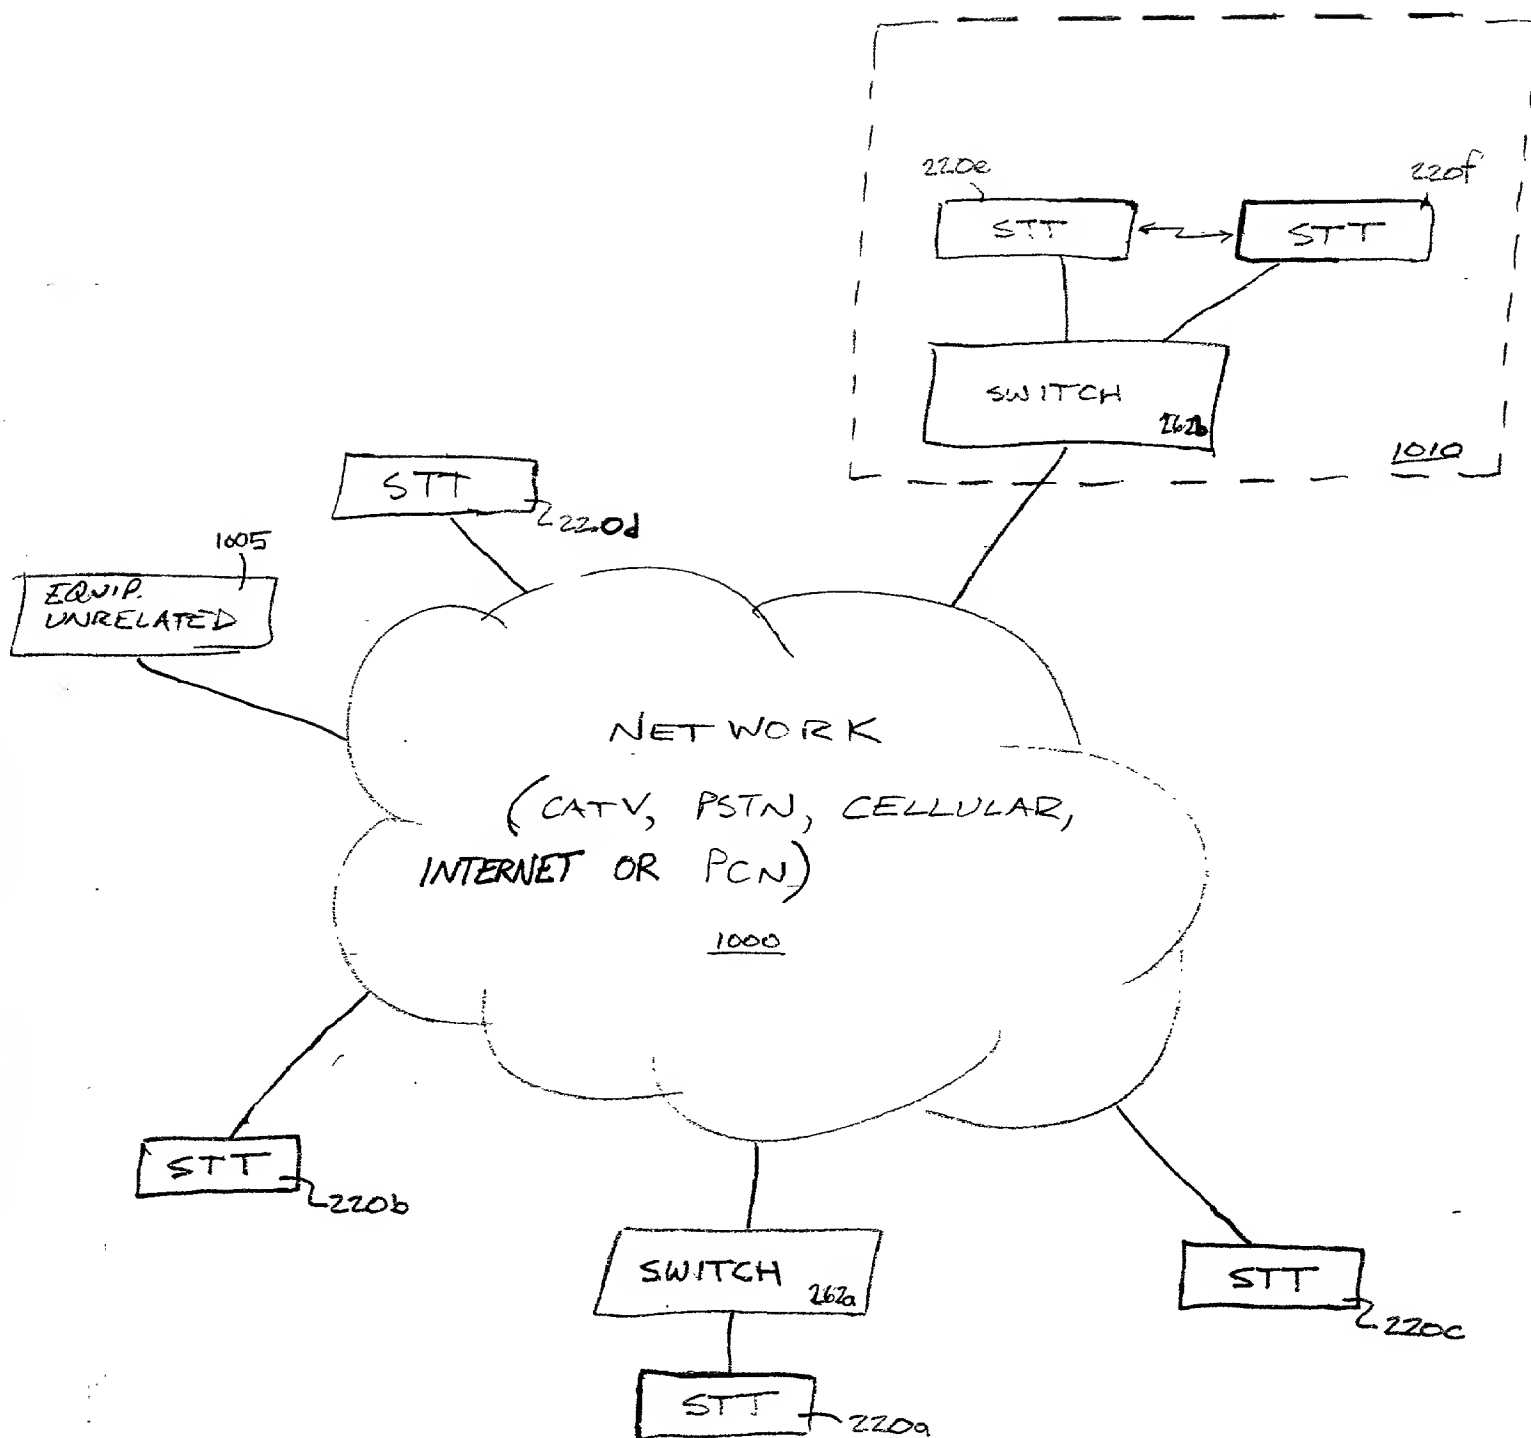 220e
220f
STT
STT
SWITCH
262b
1010
STT
220d
1005
EQUIP.
UNRELATED
NETWORK
(CATV, PSTN, CELLULAR,
INTERNET OR PCN)
1000
STT
220b
SWITCH
262a
STT
220c
STT
220a